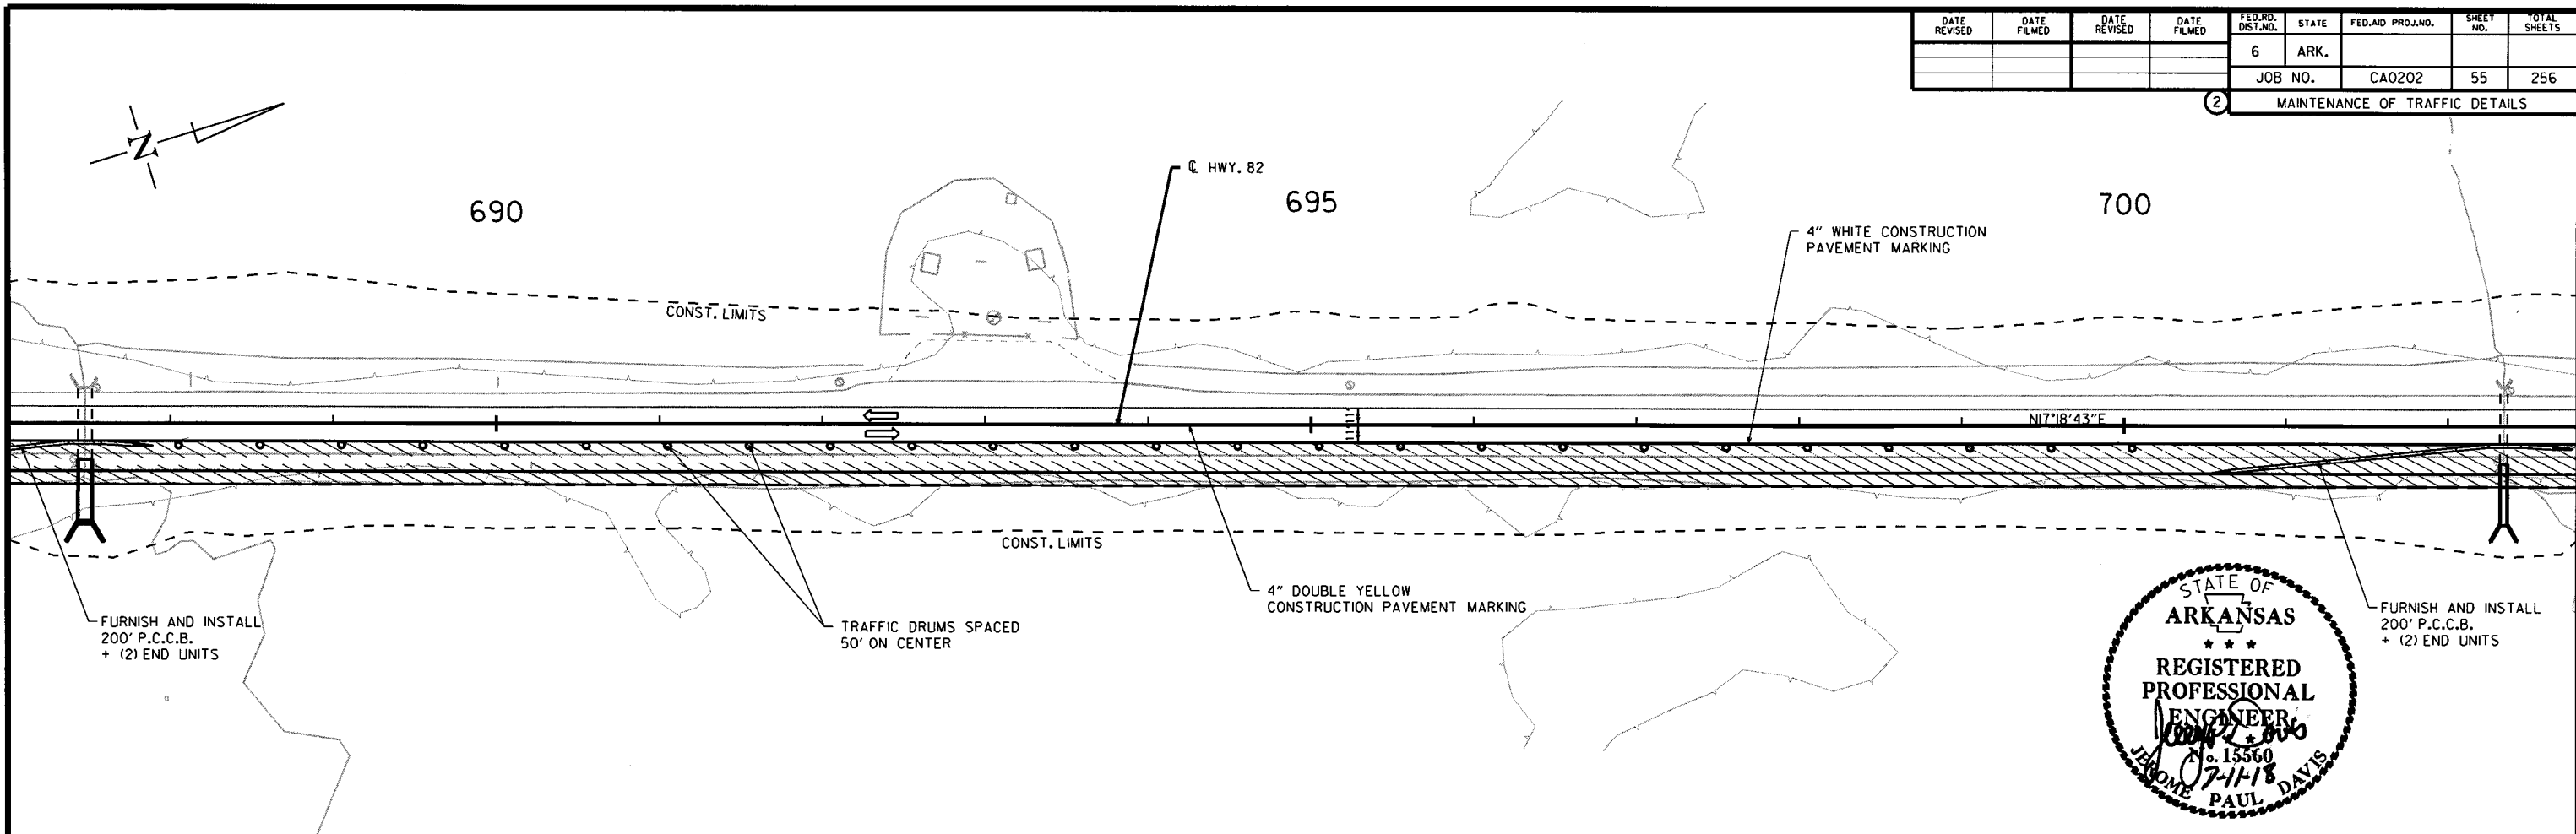 DATE REVISED
DATE FILMED
DATE REVISED
DATE FILMED
FED.RD. DIST.NO.
STATE
FED.AID PROJ.NO.
SHEET NO.
TOTAL SHEETS
6
ARK.
JOB NO.
CA0202
55
256
2
MAINTENANCE OF TRAFFIC DETAILS
N
℄ HWY. 82
690
695
700
4" WHITE CONSTRUCTION
PAVEMENT MARKING
CONST. LIMITS
N17°18'43"E
CONST. LIMITS
FURNISH AND INSTALL
200' P.C.C.B.
+ (2) END UNITS
TRAFFIC DRUMS SPACED
50' ON CENTER
4" DOUBLE YELLOW
CONSTRUCTION PAVEMENT MARKING
FURNISH AND INSTALL
200' P.C.C.B.
+ (2) END UNITS
STATE OF
ARKANSAS
★ ★ ★
REGISTERED
PROFESSIONAL
ENGINEER
No. 15560
7-11-18
JEROME PAUL DAVIS